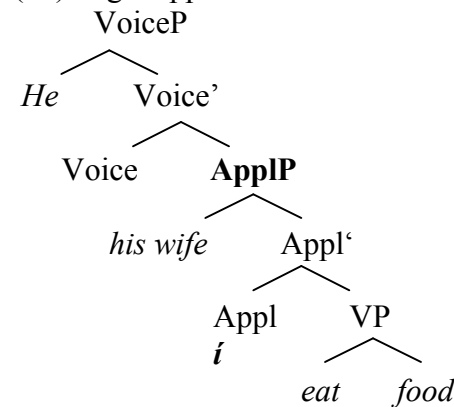 VoiceP
He Voice’
Voice ApplP
his wife Appl‘
Appl VP
í
eat food